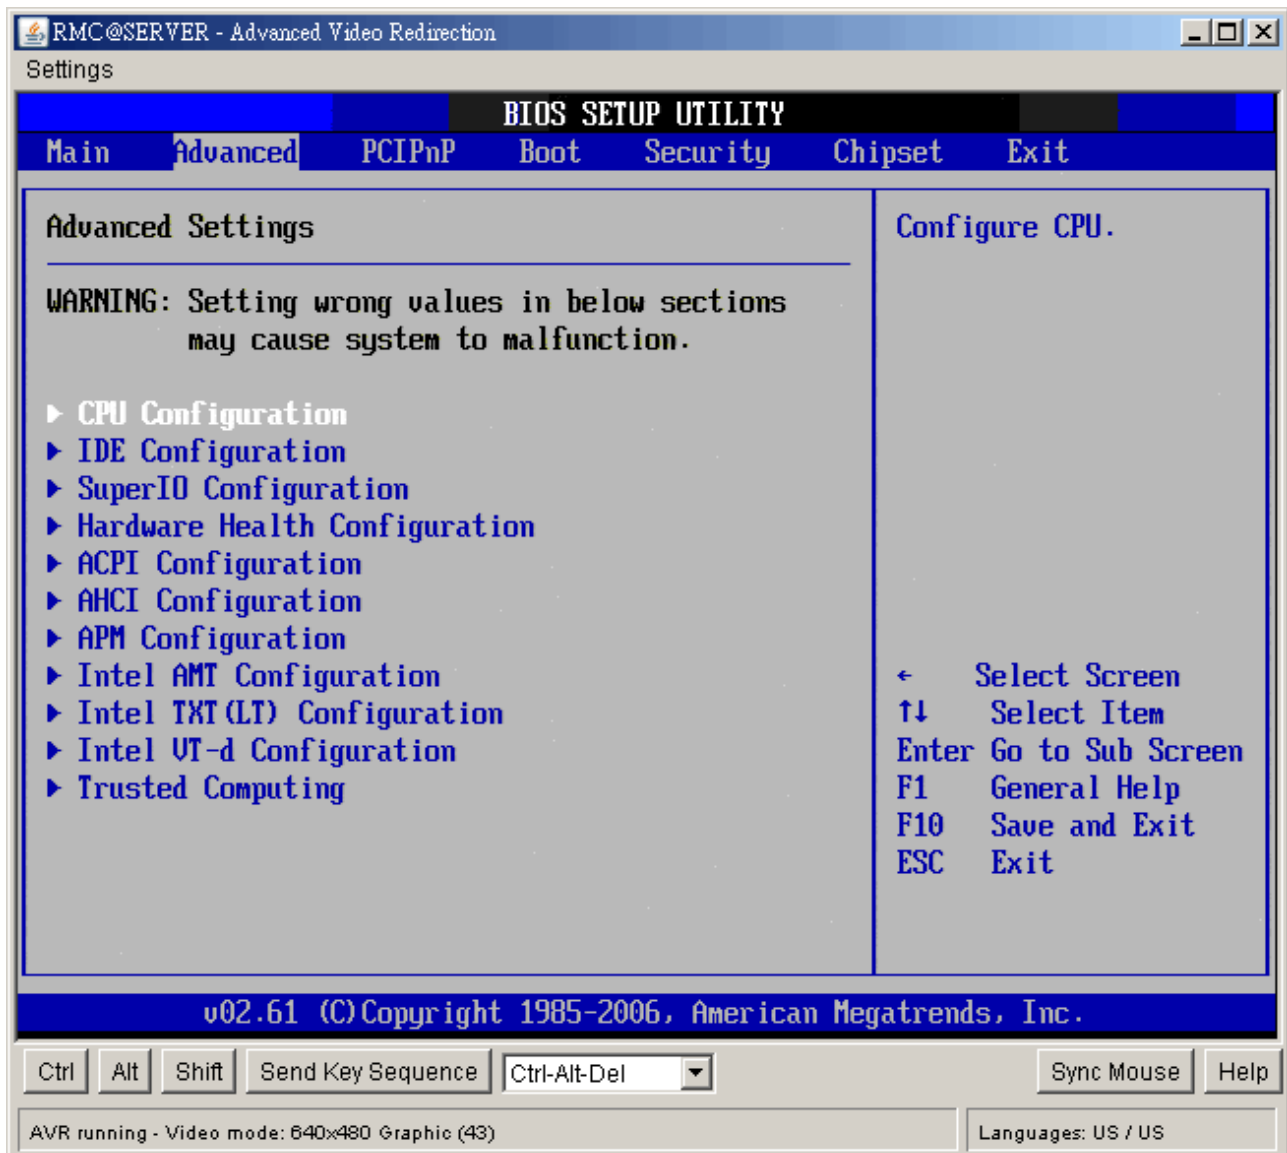 RMC@SERVER - Advanced Video Redirection
Settings
BIOS SETUP UTILITY
Main Advanced PCIPnP Boot Security Chipset Exit
Advanced Settings
WARNING: Setting wrong values in below sections
may cause system to malfunction.
CPU Configuration
IDE Configuration
SuperIO Configuration
Hardware Health Configuration
ACPI Configuration
AHCI Configuration
APM Configuration
Intel AMT Configuration
Intel TXT(LT) Configuration
Intel VT-d Configuration
Trusted Computing
Configure CPU.
← Select Screen
↑↓ Select Item
Enter Go to Sub Screen
F1 General Help
F10 Save and Exit
ESC Exit
v02.61 (C)Copyright 1985-2006, American Megatrends, Inc.
Ctrl Alt Shift Send Key Sequence Ctrl-Alt-Del Sync Mouse Help
AVR running - Video mode: 640x480 Graphic (43) Languages: US / US